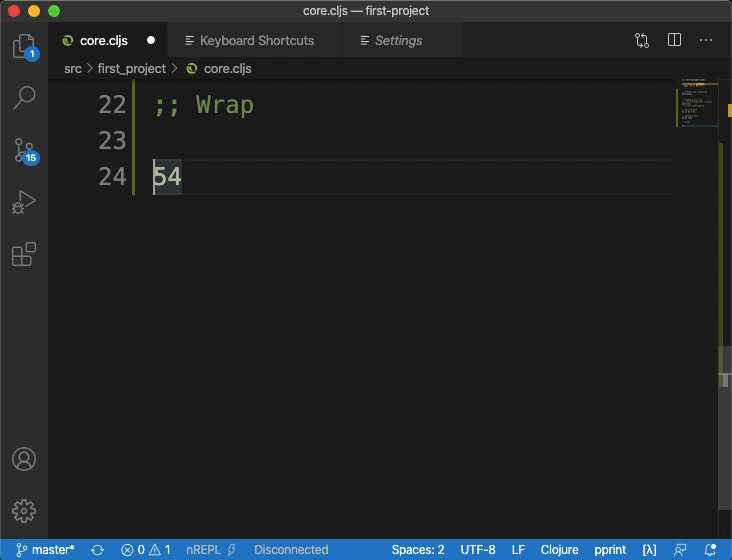 core.cljs — first-project
core.cljs
Keyboard Shortcuts
Settings
src
first_project
core.cljs
1
15
22 ;; Wrap
23
24 54
master*
0
1
nREPL
Disconnected
Spaces: 2
UTF-8
LF
Clojure
pprint
[λ]